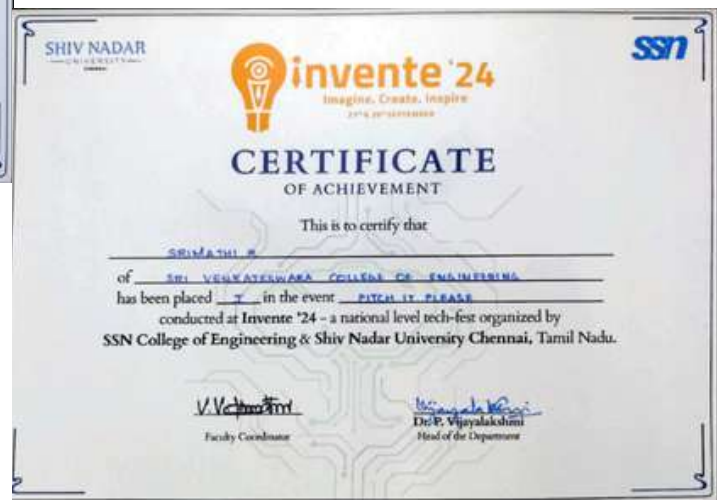 SHIV NADAR
UNIVERSITY
CHENNAI
invente '24
Imagine. Create. Inspire
SSN
CERTIFICATE
OF ACHIEVEMENT
This is to certify that
SRIMATHI
of SRI VENKATESWARA COLLEGE OF ENGINEERING
has been placed I in the event PITCH IT PLEASE
conducted at Invente '24 – a national level tech-fest organized by
SSN College of Engineering & Shiv Nadar University Chennai, Tamil Nadu.
Faculty Coordinator
Dr. P. Vijayalakshmi
Head of the Department